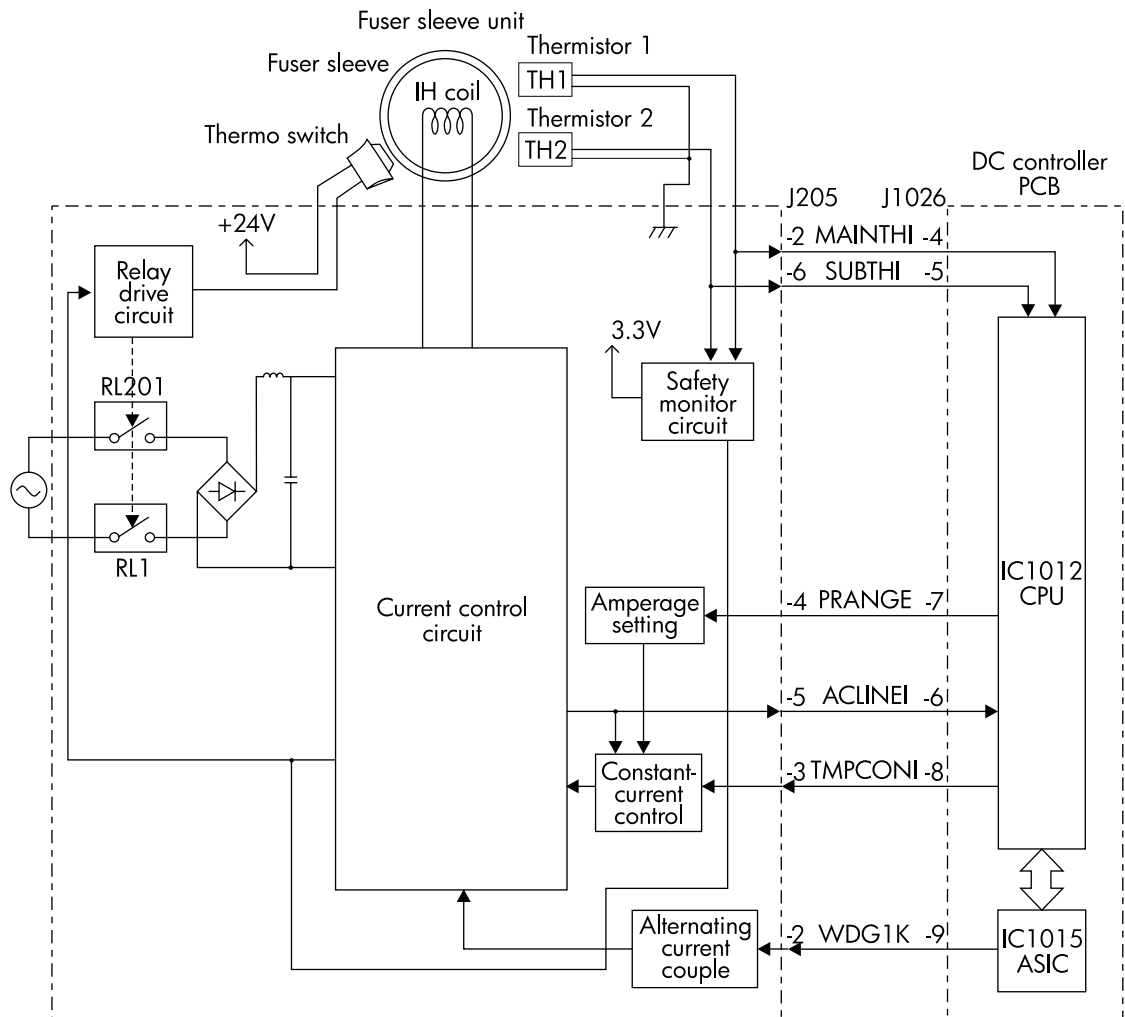 Fuser sleeve unit
Fuser sleeve
Thermistor 1
IH coil
TH1
Thermo switch
Thermistor 2
TH2
DC controller
PCB
J205 J1026
+24V
-2 MAINTHI -4
-6 SUBTHI -5
Relay
drive
circuit
3.3V
RL201
Safety
monitor
circuit
RL1
IC1012
CPU
Current control
circuit
Amperage
setting
-4 PRANGE -7
-5 ACLINEI -6
Constant-
current
control
-3 TMPCONI -8
Alternating
current
couple
-2 WDG1K -9
IC1015
ASIC